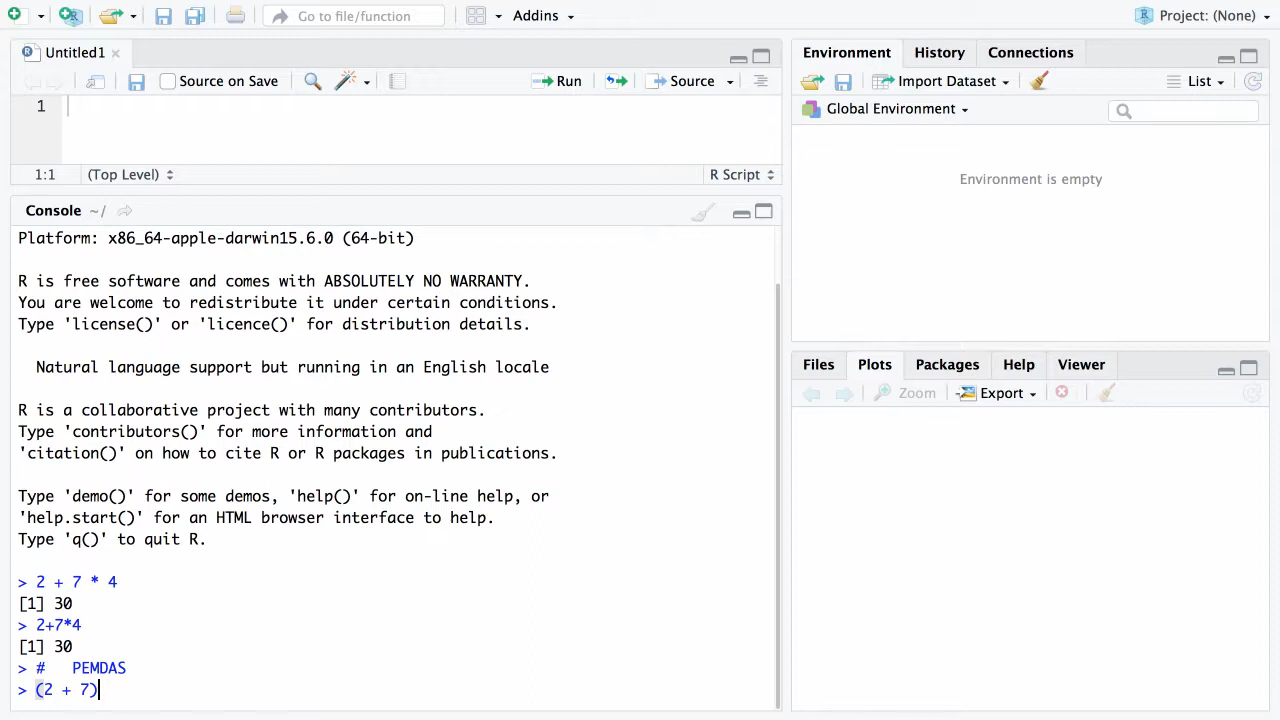 Go to file/function
Addins
Project: (None)
Untitled1
Source on Save
Run
Source
1
1:1
(Top Level)
R Script
Console ~/
Platform: x86_64-apple-darwin15.6.0 (64-bit)
R is free software and comes with ABSOLUTELY NO WARRANTY.
You are welcome to redistribute it under certain conditions.
Type 'license()' or 'licence()' for distribution details.
Natural language support but running in an English locale
R is a collaborative project with many contributors.
Type 'contributors()' for more information and
'citation()' on how to cite R or R packages in publications.
Type 'demo()' for some demos, 'help()' for on-line help, or
'help.start()' for an HTML browser interface to help.
Type 'q()' to quit R.
> 2 + 7 * 4
[1] 30
> 2+7*4
[1] 30
> #   PEMDAS
> (2 + 7)
Environment
History
Connections
Import Dataset
List
Global Environment
Environment is empty
Files
Plots
Packages
Help
Viewer
Zoom
Export